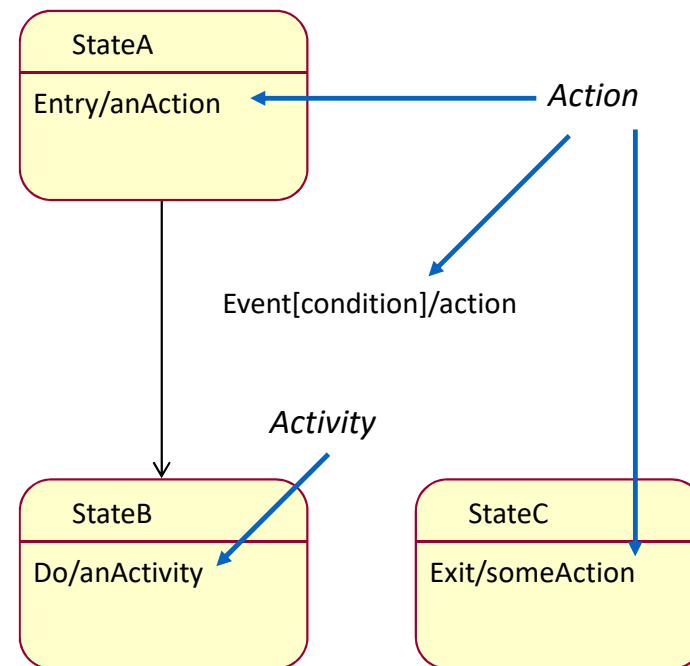 StateA
Entry/anAction
Action
Event[condition]/action
Activity
StateB
Do/anActivity
StateC
Exit/someAction